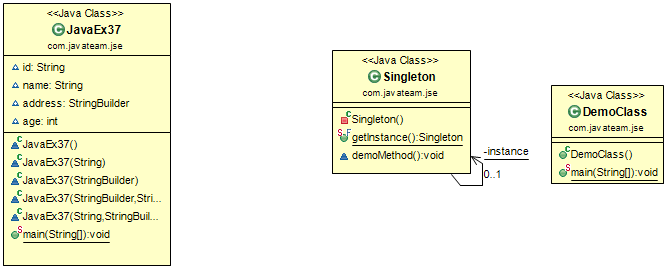 <<Java Class>>
JavaEx37
com.javateam.jse
id: String
name: String
address: StringBuilder
age: int
JavaEx37()
JavaEx37(String)
JavaEx37(StringBuilder)
JavaEx37(StringBuilder,Stri...
JavaEx37(String,StringBuil...
main(String[]):void
<<Java Class>>
Singleton
com.javateam.jse
Singleton()
getInstance():Singleton
demoMethod():void
-instance
0..1
<<Java Class>>
DemoClass
com.javateam.jse
DemoClass()
main(String[]):void